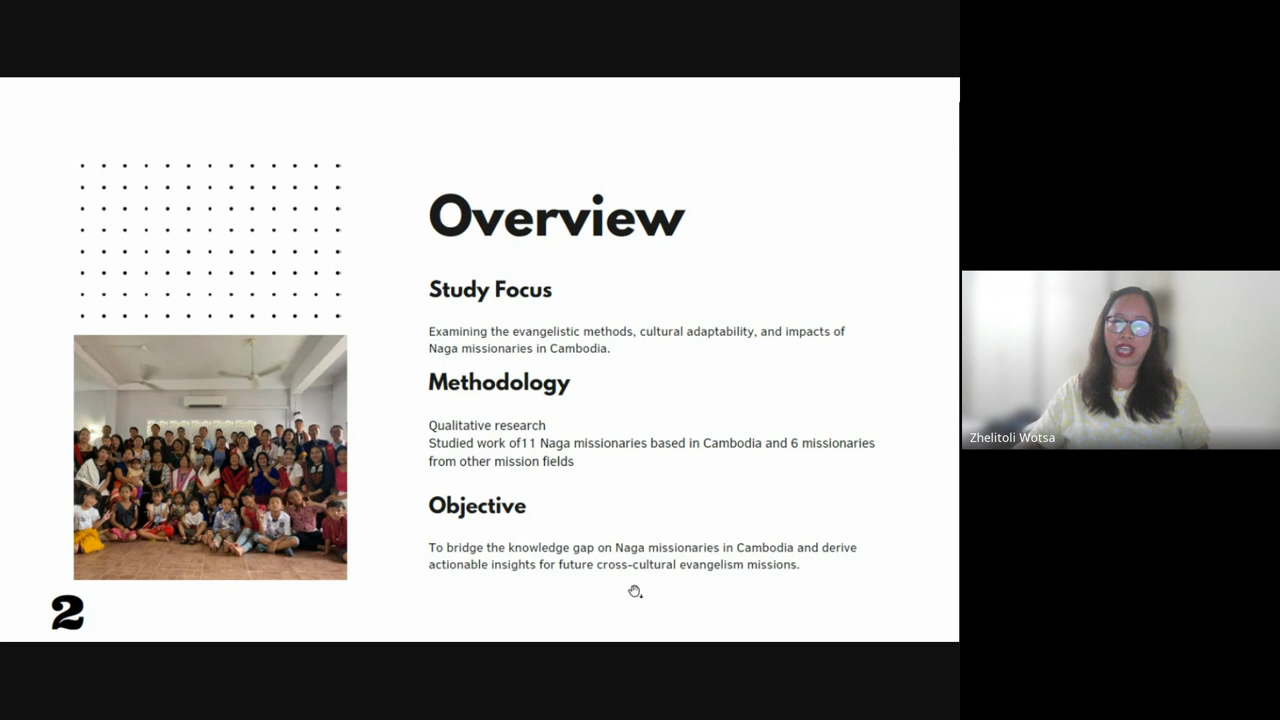 Overview
Study Focus
Examining the evangelistic methods, cultural adaptability, and impacts of
Naga missionaries in Cambodia.
Methodology
Qualitative research
Studied work of11 Naga missionaries based in Cambodia and 6 missionaries
from other mission fields
Objective
To bridge the knowledge gap on Naga missionaries in Cambodia and derive
actionable insights for future cross-cultural evangelism missions.
2
Zhelitoli Wotsa